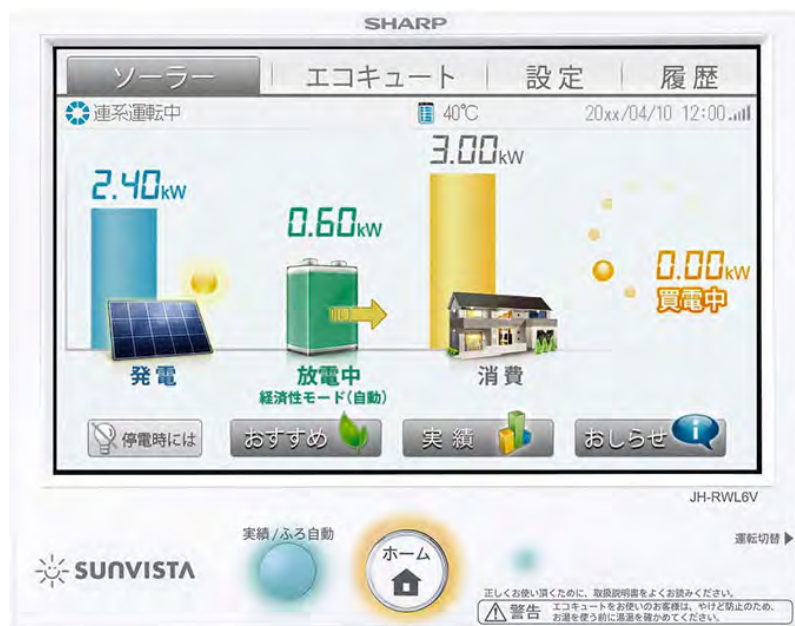 SHARP
ソーラー エコキュート 設定 履歴
連系運転中 40℃ 20xx/04/10 12:00
3.00kW
2.40kW
0.60kW
0.00kW
買電中
発電 放電中 消費
経済性モード(自動)
停電時には おすすめ 実績 おしらせ
JH-RWL6V
実績/ふろ自動
ホーム
運転切替▶
SUNVISTA
正しくお使い頂くために、取扱説明書をよくお読みください。
警告 エコキュートをお使いのお客様は、やけど防止のため、
お湯を使う前に湯温を確かめてください。